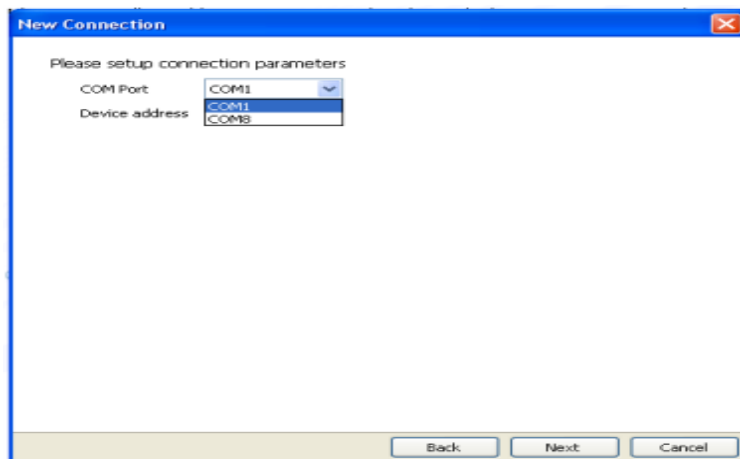 New Connection
Please setup connection parameters
COM Port COM1
COM1
Device address
COM8
Back Next Cancel